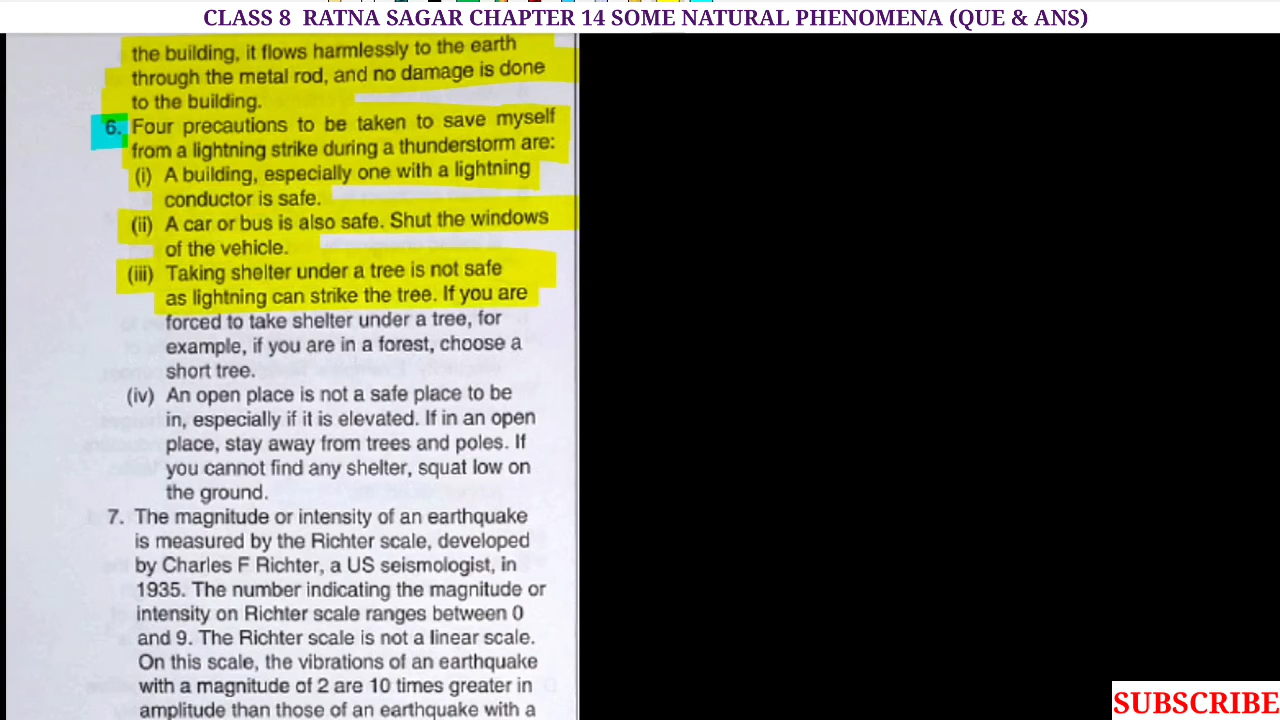 CLASS 8 RATNA SAGAR CHAPTER 14 SOME NATURAL PHENOMENA (QUE & ANS)
the building, it flows harmlessly to the earth
through the metal rod, and no damage is done
to the building.
6. Four precautions to be taken to save myself
from a lightning strike during a thunderstorm are:
(i) A building, especially one with a lightning
conductor is safe.
(ii) A car or bus is also safe. Shut the windows
of the vehicle.
(iii) Taking shelter under a tree is not safe
as lightning can strike the tree. If you are
forced to take shelter under a tree, for
example, if you are in a forest, choose a
short tree.
(iv) An open place is not a safe place to be
in, especially if it is elevated. If in an open
place, stay away from trees and poles. If
you cannot find any shelter, squat low on
the ground.
7. The magnitude or intensity of an earthquake
is measured by the Richter scale, developed
by Charles F Richter, a US seismologist, in
1935. The number indicating the magnitude or
intensity on Richter scale ranges between 0
and 9. The Richter scale is not a linear scale.
On this scale, the vibrations of an earthquake
with a magnitude of 2 are 10 times greater in
amplitude than those of an earthquake with a
SUBSCRIBE